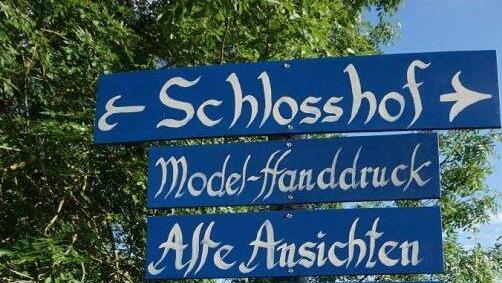 ← Schlosshof →
Model-Handdruck
Alte Ansichten